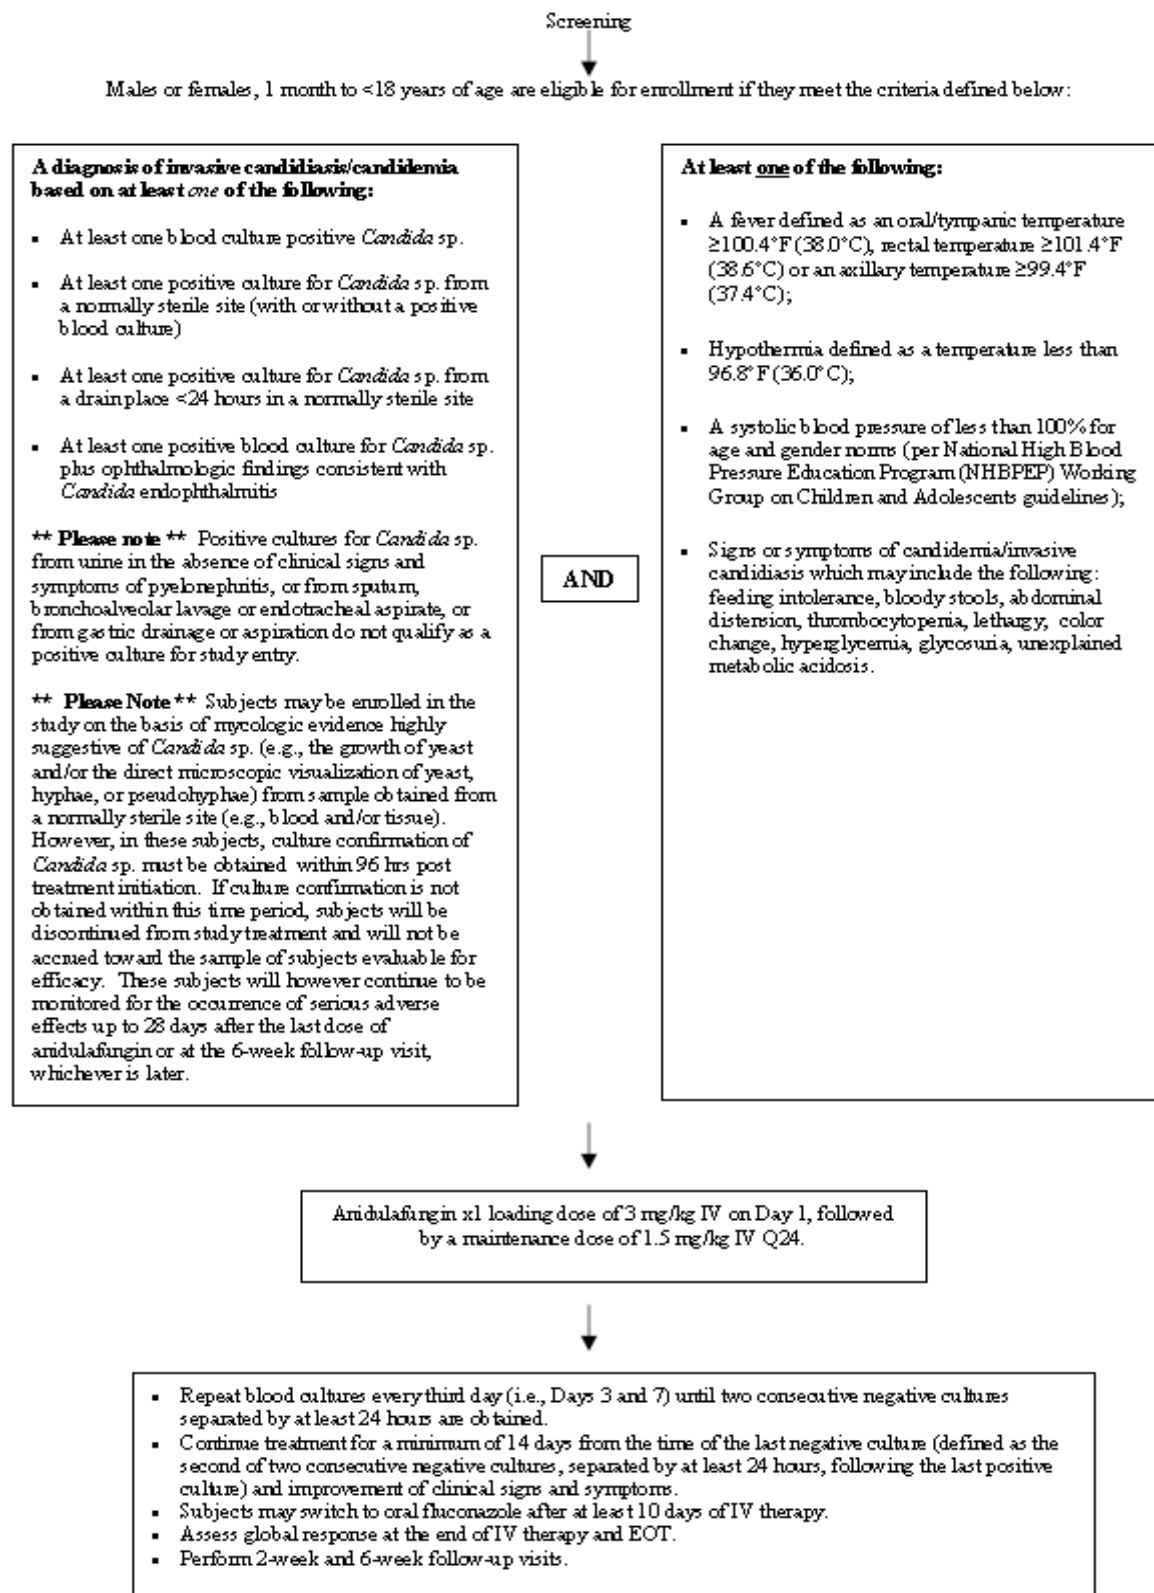 Screening
Males or females, 1 month to <18 years of age are eligible for enrollment if they meet the criteria defined below:
A diagnosis of invasive candidiasis/candidemia
based on at least one of the following:
▪ At least one blood culture positive Candida sp.
▪ At least one positive culture for Candida sp. from
a normally sterile site (with or without a positive
blood culture)
▪ At least one positive culture for Candida sp. from
a drain place <24 hours in a normally sterile site
▪ At least one positive blood culture for Candida sp.
plus ophthalmologic findings consistent with
Candida endophthalmitis
** Please note ** Positive cultures for Candida sp.
from urine in the absence of clinical signs and
symptoms of pyelonephritis, or from sputum,
bronchoalveolar lavage or endotracheal aspirate, or
from gastric drainage or aspiration do not qualify as a
positive culture for study entry.
** Please Note ** Subjects may be enrolled in the
study on the basis of mycologic evidence highly
suggestive of Candida sp. (e.g., the growth of yeast
and/or the direct microscopic visualization of yeast,
hyphae, or pseudohyphae) from sample obtained from
a normally sterile site (e.g., blood and/or tissue).
However, in these subjects, culture confirmation of
Candida sp. must be obtained within 96 hrs post
treatment initiation. If culture confirmation is not
obtained within this time period, subjects will be
discontinued from study treatment and will not be
accrued toward the sample of subjects evaluable for
efficacy. These subjects will however continue to be
monitored for the occurrence of serious adverse
effects up to 28 days after the last dose of
anidulafungin or at the 6-week follow-up visit,
whichever is later.
AND
At least one of the following:
▪ A fever defined as an oral/tympanic temperature
≥100.4°F (38.0°C), rectal temperature ≥101.4°F
(38.6°C) or an axillary temperature ≥99.4°F
(37.4°C);
▪ Hypothermia defined as a temperature less than
96.8°F (36.0°C);
▪ A systolic blood pressure of less than 100% for
age and gender norms (per National High Blood
Pressure Education Program (NHBPEP) Working
Group on Children and Adolescents guidelines);
▪ Signs or symptoms of candidemia/invasive
candidiasis which may include the following:
feeding intolerance, bloody stools, abdominal
distension, thrombocytopenia, lethargy, color
change, hyperglycemia, glycosuria, unexplained
metabolic acidosis.
Anidulafungin x1 loading dose of 3 mg/kg IV on Day 1, followed
by a maintenance dose of 1.5 mg/kg IV Q24.
▪ Repeat blood cultures every third day (i.e., Days 3 and 7) until two consecutive negative cultures
separated by at least 24 hours are obtained.
▪ Continue treatment for a minimum of 14 days from the time of the last negative culture (defined as the
second of two consecutive negative cultures, separated by at least 24 hours, following the last positive
culture) and improvement of clinical signs and symptoms.
▪ Subjects may switch to oral fluconazole after at least 10 days of IV therapy.
▪ Assess global response at the end of IV therapy and EOT.
▪ Perform 2-week and 6-week follow-up visits.